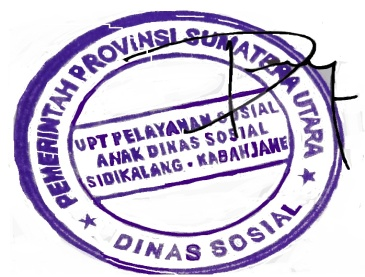 PEMERINTAH PROVINSI SUMATERA UTARA
UPT PELAYANAN SOSIAL
ANAK DINAS SOSIAL
SIDIKALANG - KABANJAHE
DINAS SOSIAL